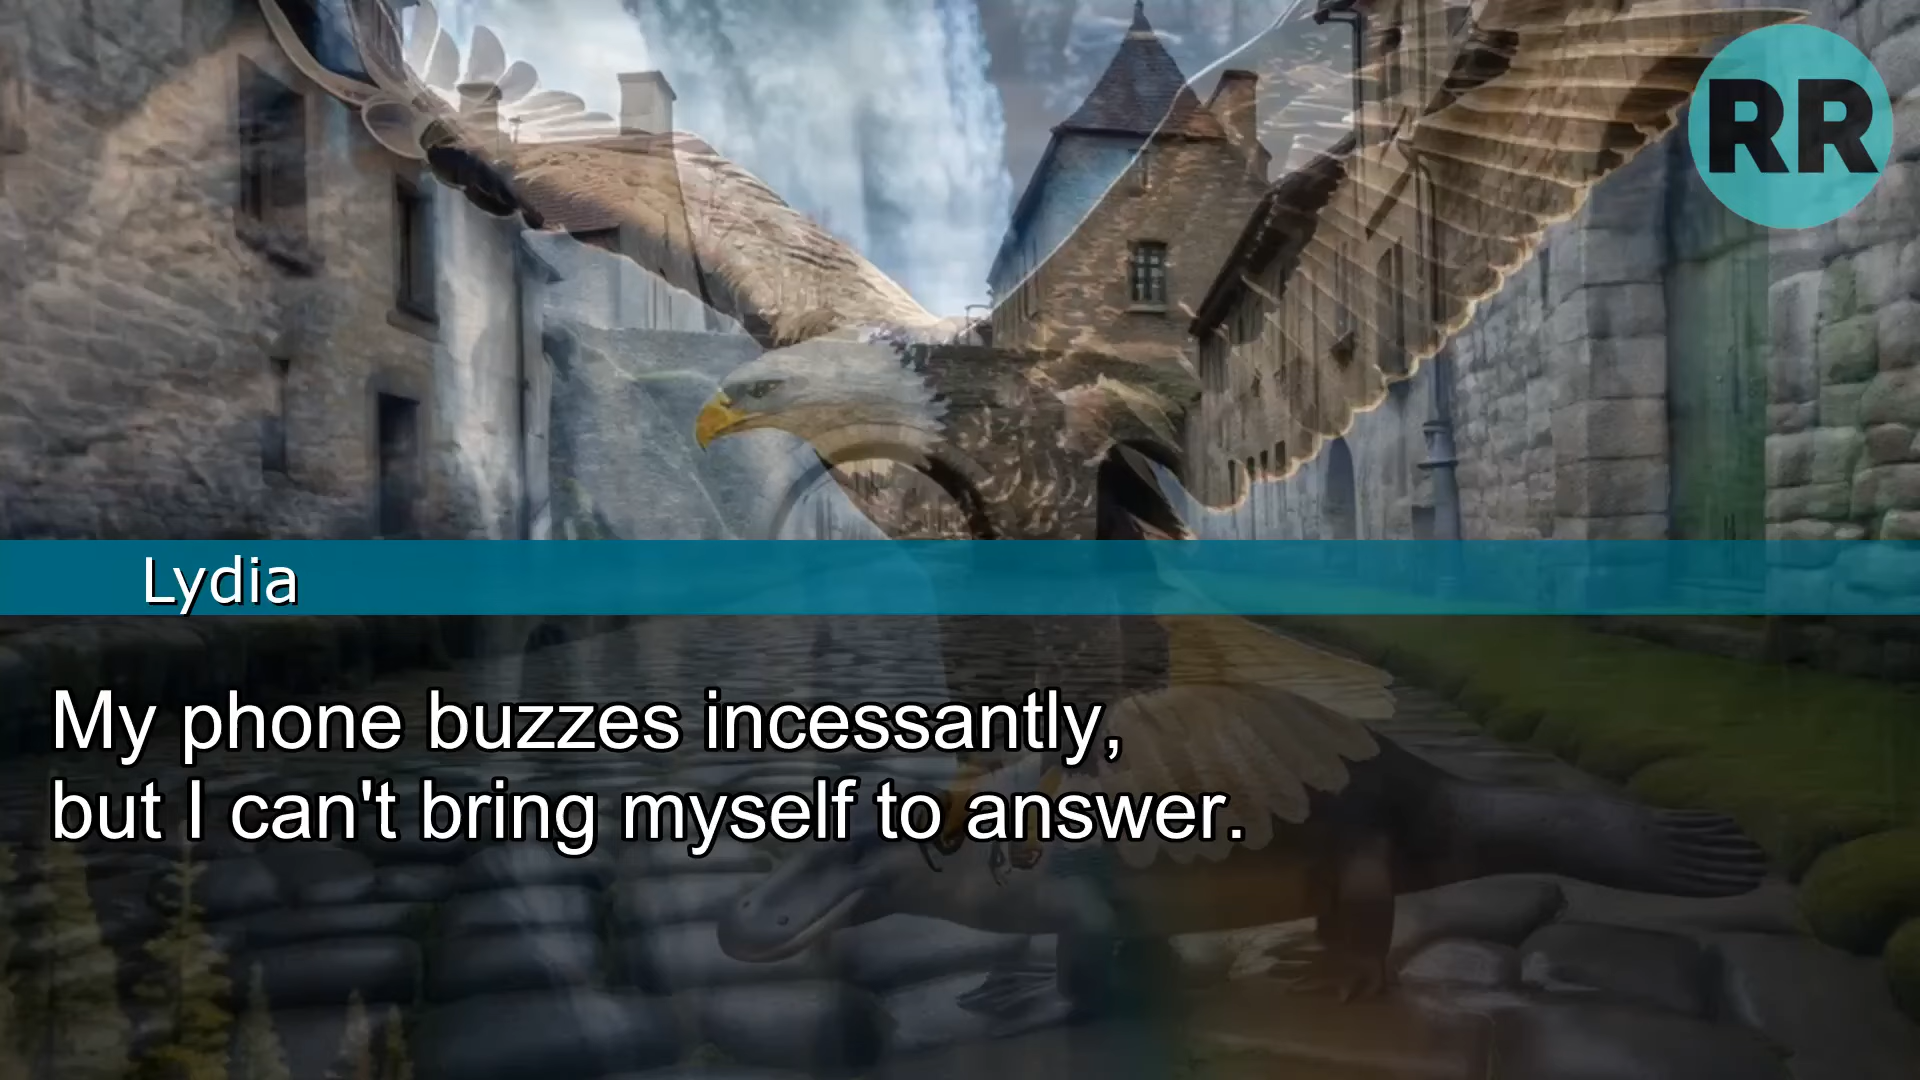 RR
Lydia
My phone buzzes incessantly,
but I can't bring myself to answer.